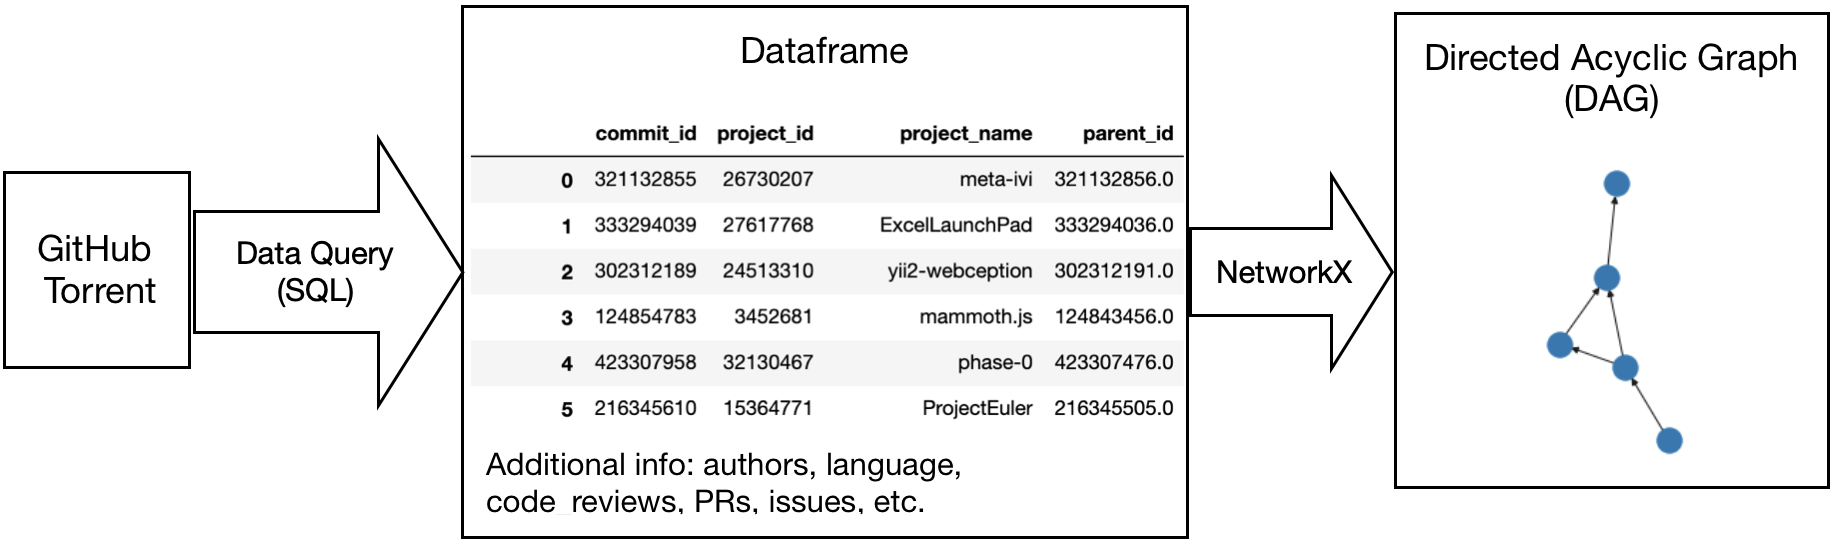 GitHub
Torrent
Data Query
(SQL)
Dataframe
commit_id project_id project_name parent_id
0 321132855 26730207 meta-ivi 321132856.0
1 333294039 27617768 ExcelLaunchPad 333294036.0
2 302312189 24513310 yii2-webception 302312191.0
3 124854783 3452681 mammoth.js 124843456.0
4 423307958 32130467 phase-0 423307476.0
5 216345610 15364771 ProjectEuler 216345505.0
Additional info: authors, language,
code_reviews, PRs, issues, etc.
NetworkX
Directed Acyclic Graph
(DAG)